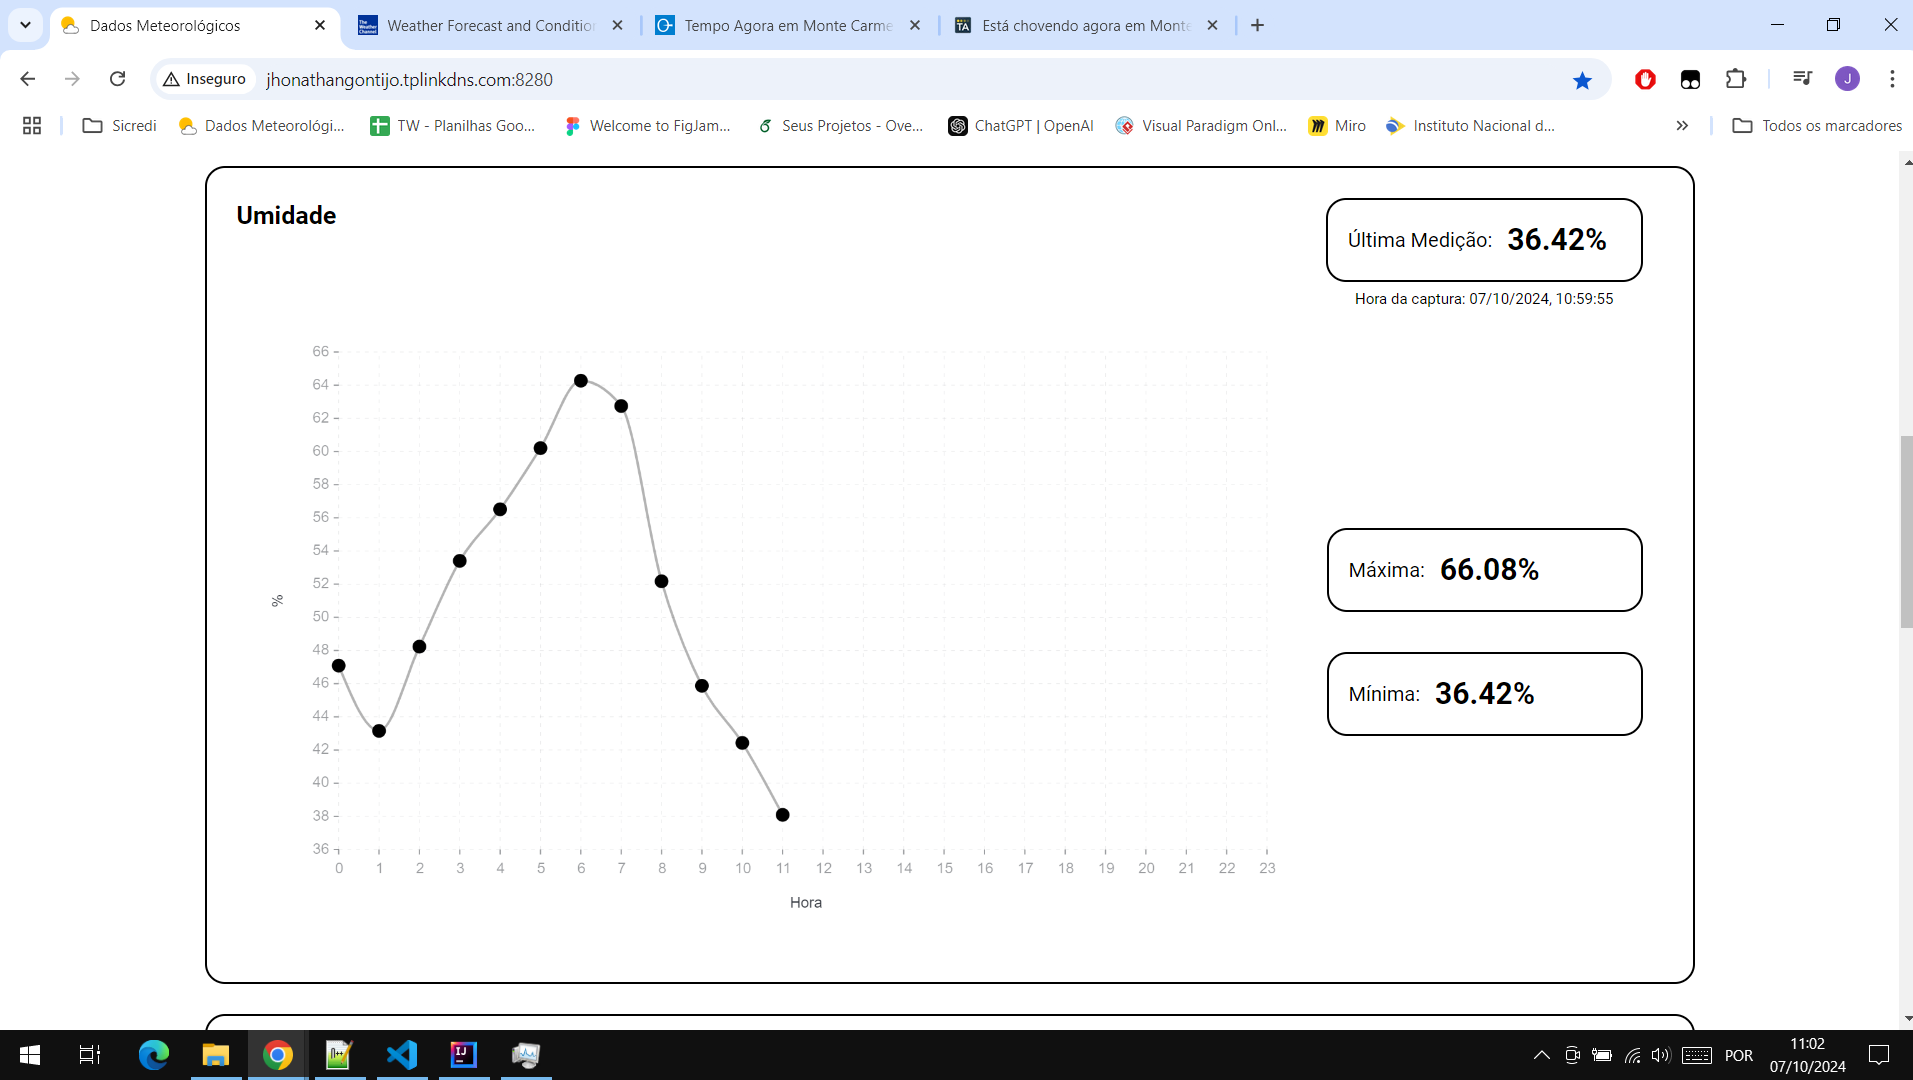 Dados Meteorológicos
Weather Forecast and Condition
Tempo Agora em Monte Carme
Está chovendo agora em Monte
Inseguro
jhonathangontijo.tplinkdns.com:8280
J
Sicredi
Dados Meteorológi...
TW - Planilhas Goo...
Welcome to FigJam...
Seus Projetos - Ove...
ChatGPT | OpenAI
Visual Paradigm Onl...
Miro
Instituto Nacional d...
»
Todos os marcadores
Umidade
Última Medição: 36.42%
Hora da captura: 07/10/2024, 10:59:55
66
64
62
60
58
56
54
52
50
48
46
44
42
40
38
36
%
0 1 2 3 4 5 6 7 8 9 10 11 12 13 14 15 16 17 18 19 20 21 22 23
Hora
Máxima: 66.08%
Mínima: 36.42%
POR
11:02
07/10/2024